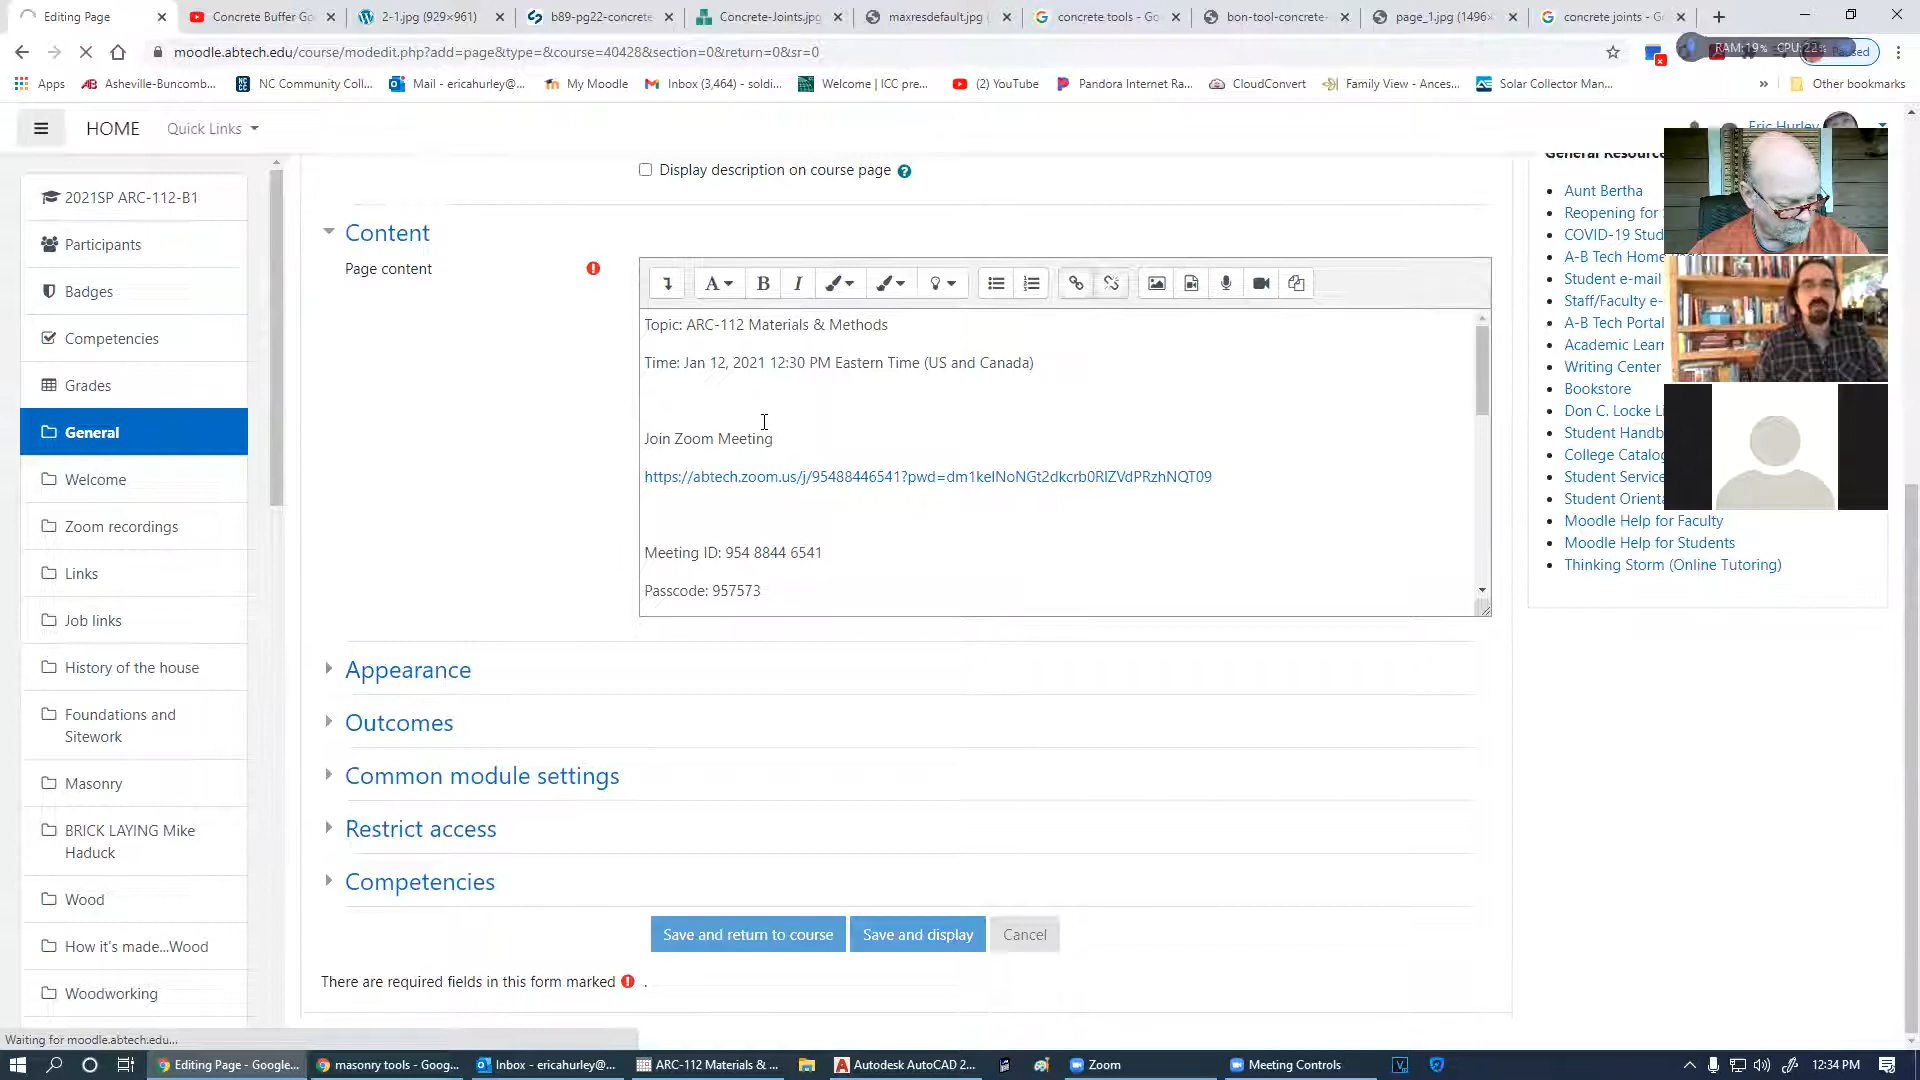 Editing Page
Concrete Buffer Go
2-1.jpg (929×961)
b89-pg22-concrete
Concrete-Joints.jpg
maxresdefault.jpg (
concrete tools - Go
bon-tool-concrete-
page_1.jpg (1496×
concrete joints - G
moodle.abtech.edu/course/modedit.php?add=page&type=&course=40428&section=0&return=0&sr=0
RAM:19% CPU:22%
Paused
Apps
Asheville-Buncomb...
NC Community Coll...
Mail - ericahurley@...
My Moodle
Inbox (3,464) - soldi...
Welcome | ICC pre...
(2) YouTube
Pandora Internet Ra...
CloudConvert
Family View - Ances...
Solar Collector Man...
»
Other bookmarks
HOME
Quick Links
Eric Hurley
2021SP ARC-112-B1
Participants
Badges
Competencies
Grades
General
Welcome
Zoom recordings
Links
Job links
History of the house
Foundations and
Sitework
Masonry
BRICK LAYING Mike
Haduck
Wood
How it's made...Wood
Woodworking
Display description on course page
Content
Page content
Topic: ARC-112 Materials & Methods
Time: Jan 12, 2021 12:30 PM Eastern Time (US and Canada)
Join Zoom Meeting
https://abtech.zoom.us/j/95488446541?pwd=dm1kelNoNGt2dkcrb0RlZVdPRzhNQT09
Meeting ID: 954 8844 6541
Passcode: 957573
Appearance
Outcomes
Common module settings
Restrict access
Competencies
Save and return to course
Save and display
Cancel
There are required fields in this form marked .
General Resourc
Aunt Bertha
Reopening for
COVID-19 Stud
A-B Tech Home
Student e-mail
Staff/Faculty e-
A-B Tech Portal
Academic Learn
Writing Center
Bookstore
Don C. Locke Li
Student Handb
College Catalog
Student Service
Student Orienta
Moodle Help for Faculty
Moodle Help for Students
Thinking Storm (Online Tutoring)
Waiting for moodle.abtech.edu...
Editing Page - Google...
masonry tools - Goog...
Inbox - ericahurley@...
ARC-112 Materials & ...
Autodesk AutoCAD 2...
Zoom
Meeting Controls
12:34 PM